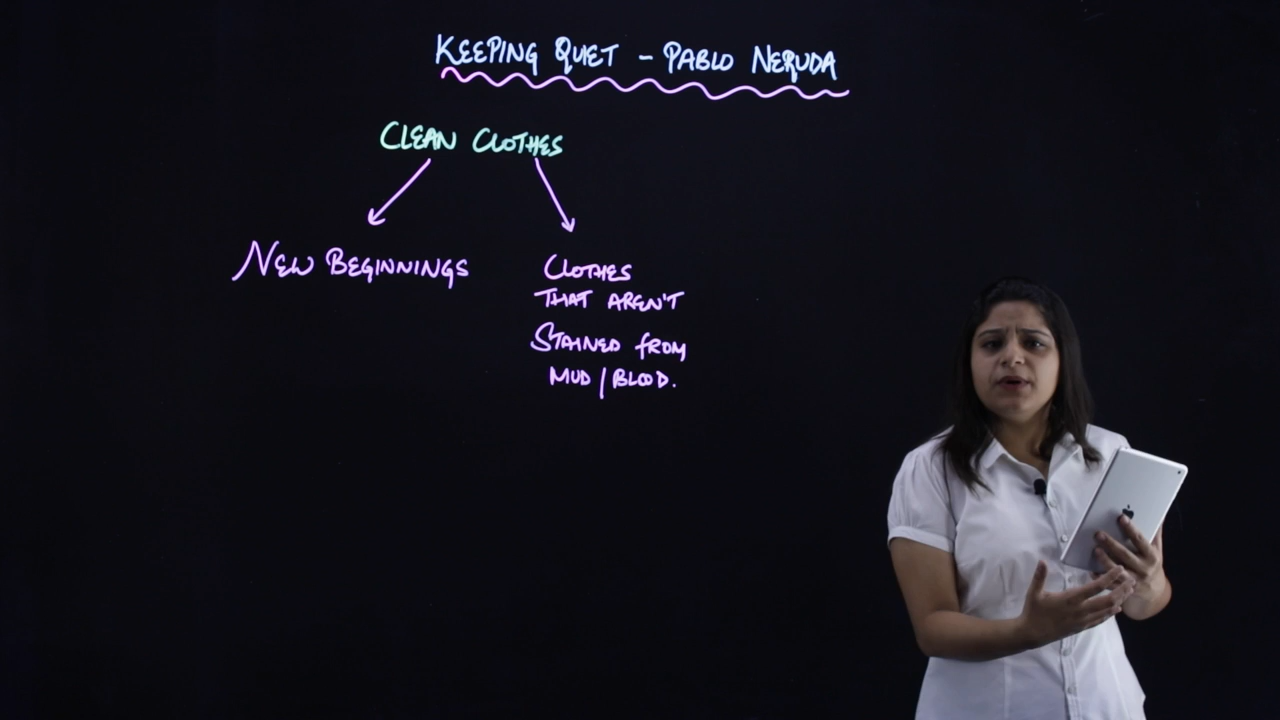 KEEPING QUIET – PABLO NERUDA
CLEAN CLOTHES
NEW BEGINNINGS
CLOTHES
THAT AREN'T
STAINED FROM
MUD / BLOOD.